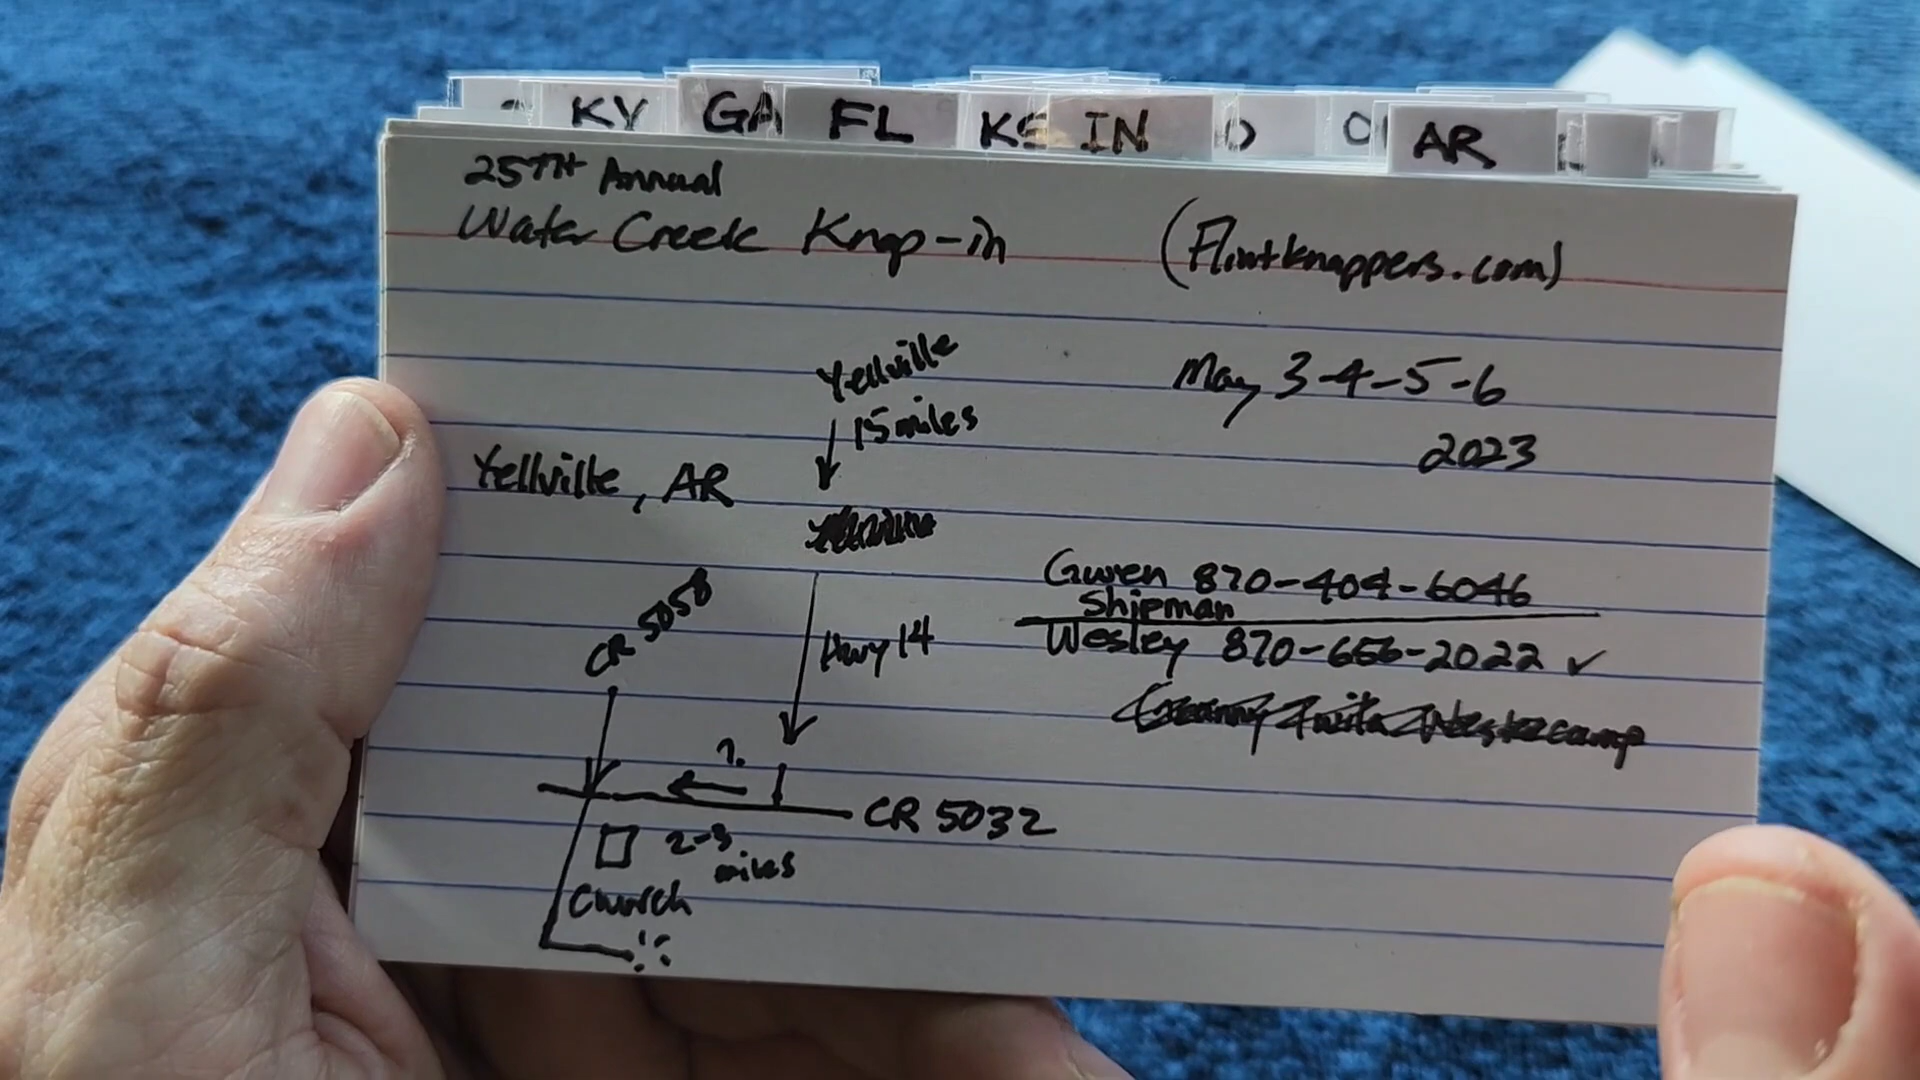 KY GA FL KS IN AR
25TH Annual
Water Creek Knap-in (Flintknappers.com)
Yellville
15 miles
May 3-4-5-6
2023
Yellville, AR
Gwen 870-404-6046
Shipman
Wesley 870-656-2022 ✓
CR 5058
Hwy 14
?
CR 5032
2-3
miles
Church